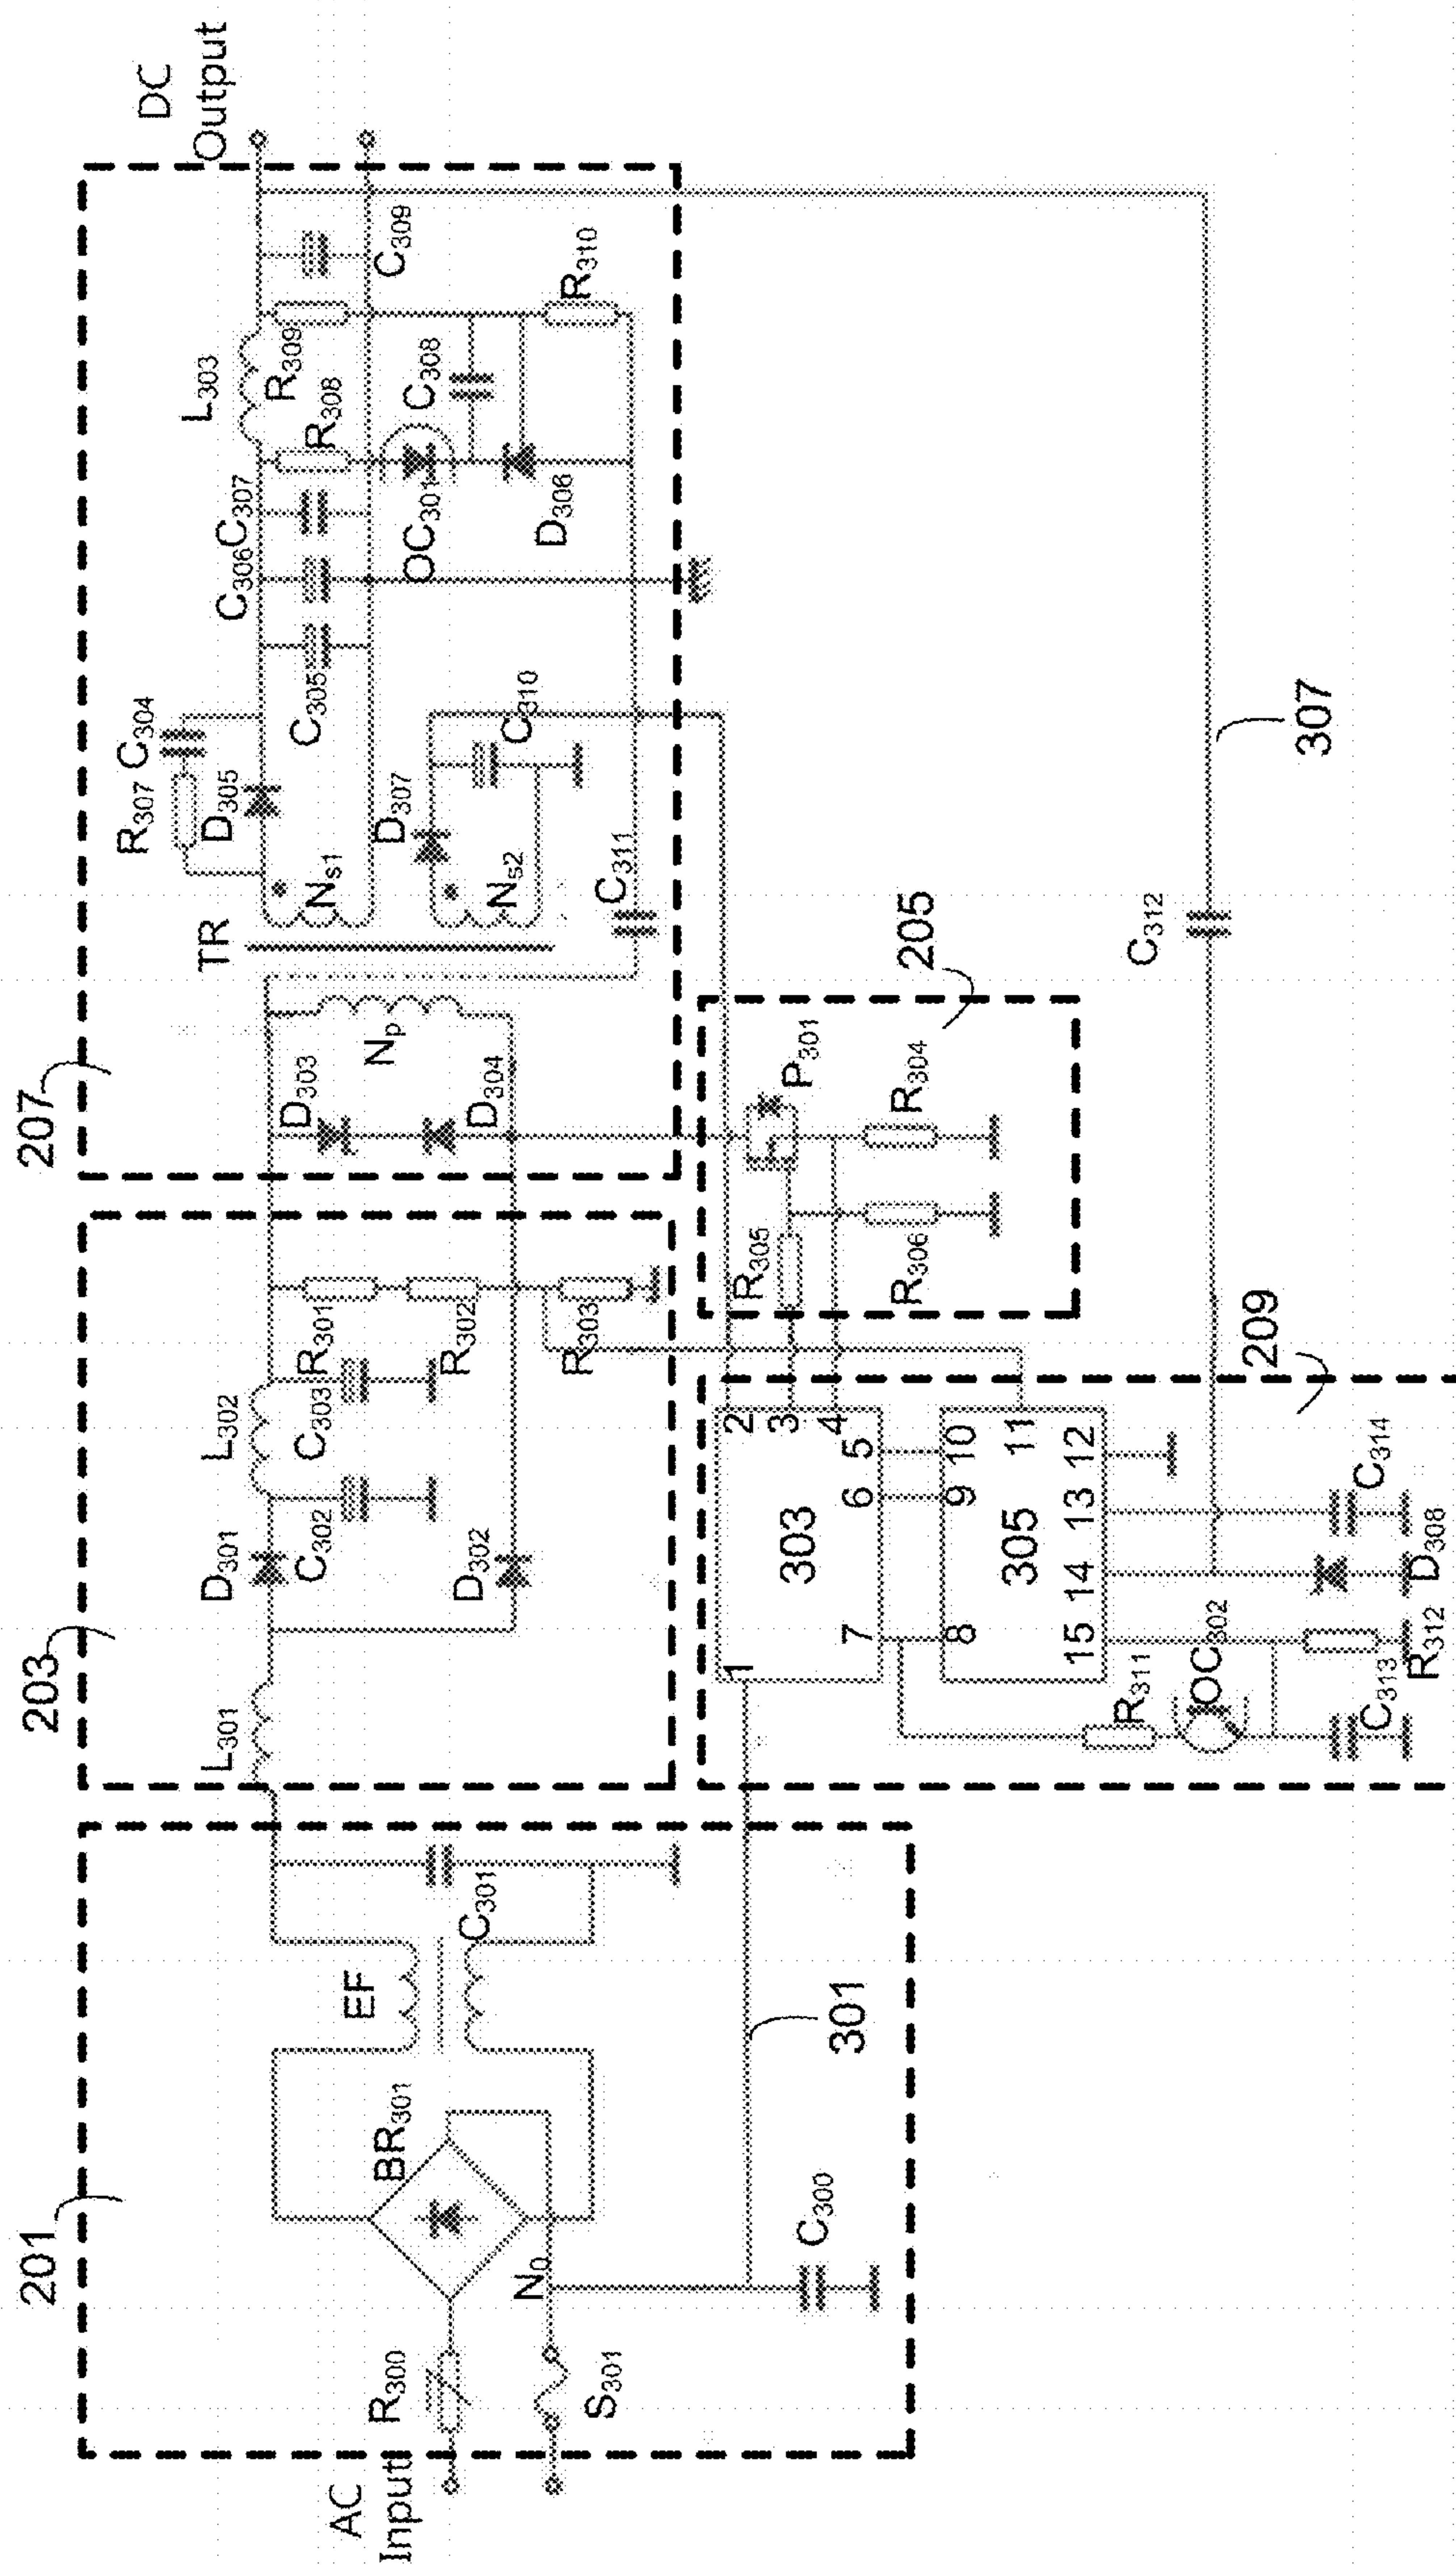 207
DC
Output
R307
C304
D305
C306
C307
L303
R309
R308
C309
TR
NS1
C305
OC301
C308
R310
D306
D307
NS2
C310
C311
D303
NP
D304
203
L301
D301
L302
C302
C303
R301
D302
R302
R303
201
AC
Input
R300
S301
N0
BR301
EF
C301
C300
301
205
P301
R305
R304
R306
209
1
2
3
4
303
7
6
5
8
9
10
11
305
15
14
13
12
R311
OC302
C313
R312
D308
C314
C312
307